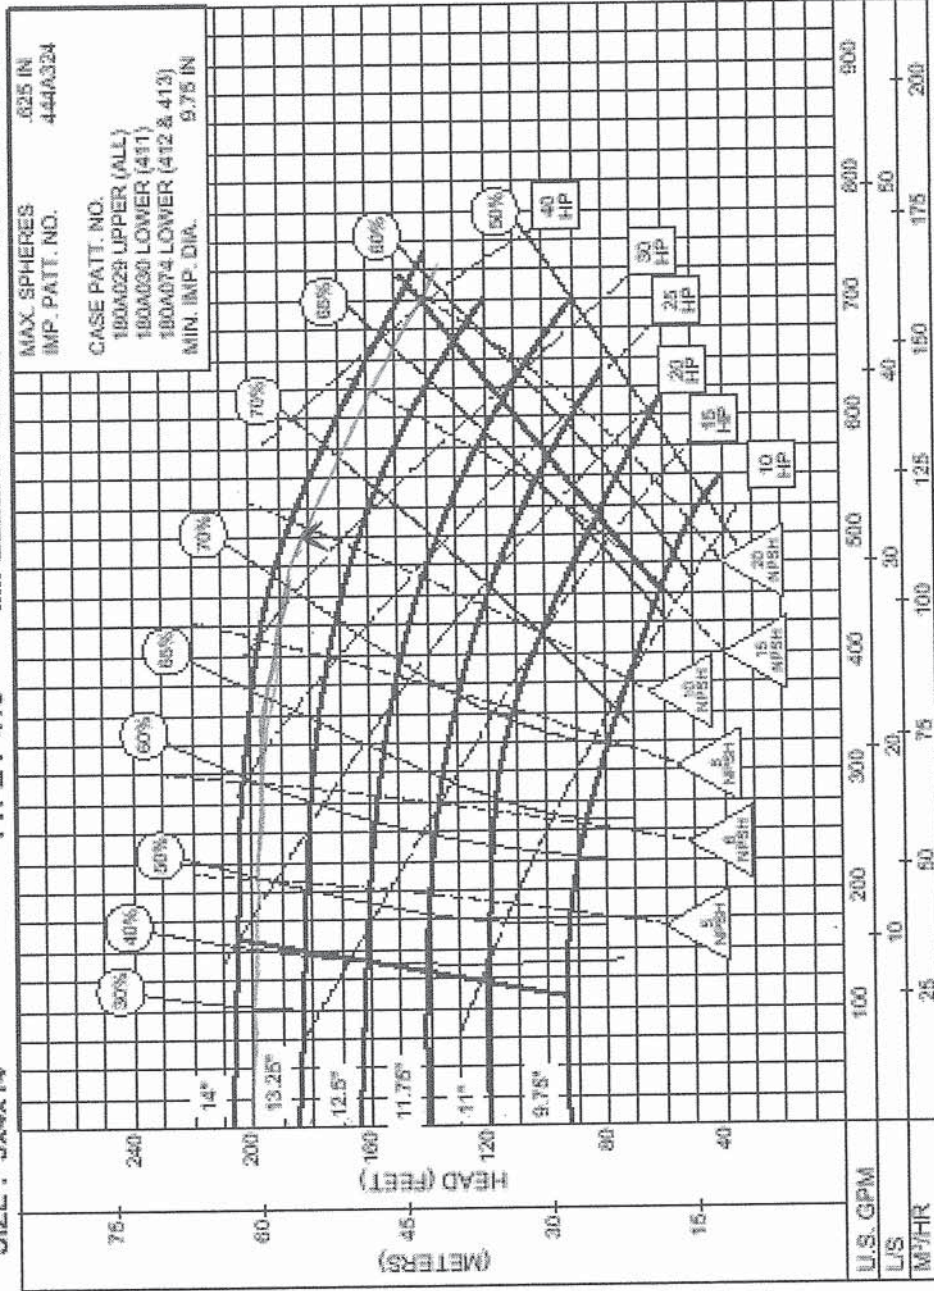 MAX. SPHERES .625 IN
IMP. PATT. NO. 444A324
CASE PATT. NO.
180A029 UPPER (ALL)
180A030 LOWER (411)
180A074 LOWER (412 & 413)
MIN. IMP. DIA. 9.75 IN
30%
40%
50%
60%
65%
70%
70%
65%
60%
50%
14"
13.25"
12.5"
11.75"
11"
9.75"
40 HP
30 HP
25 HP
20 HP
15 HP
10 HP
5 NPSH
6 NPSH
10 NPSH
15 NPSH
20 NPSH
HEAD (FEET)
240
200
160
120
80
40
(METERS)
75
60
45
30
15
U.S. GPM 100 200 300 400 500 600 700 800 900
L/S 10 20 30 40 50
M³/HR 25 50 75 100 125 150 175 200